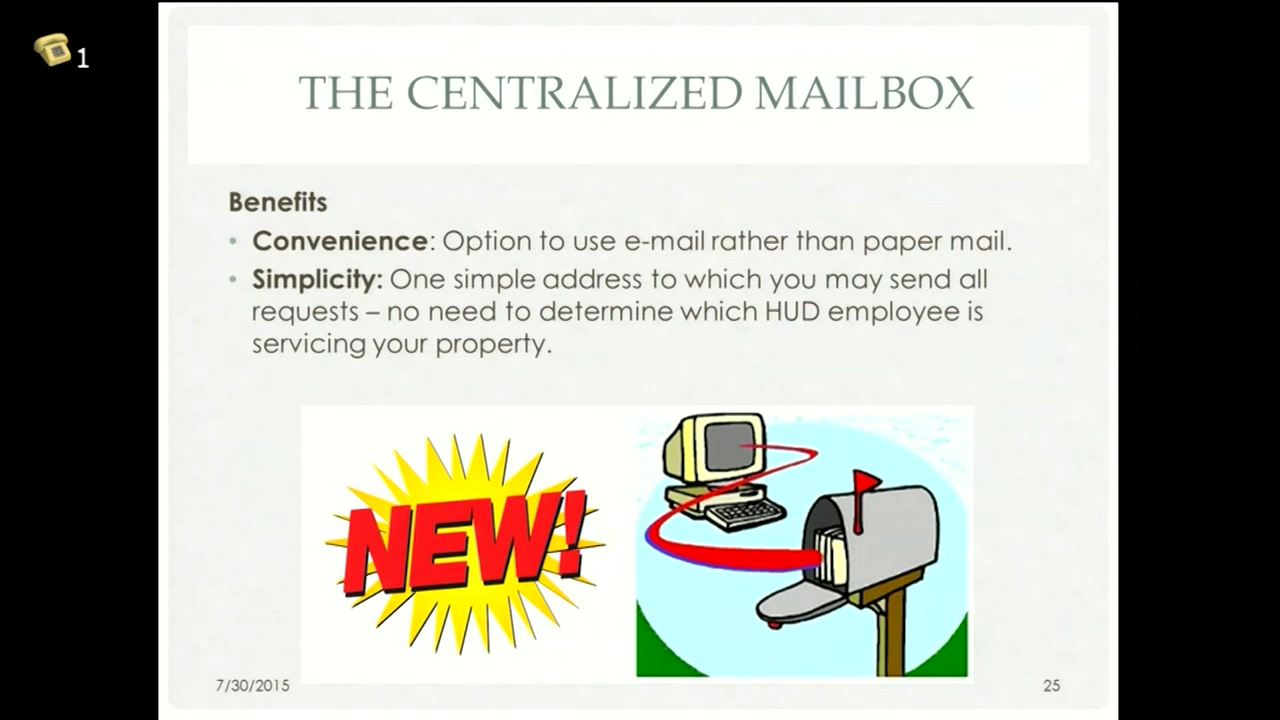 1
THE CENTRALIZED MAILBOX
Benefits
• Convenience: Option to use e-mail rather than paper mail.
• Simplicity: One simple address to which you may send all
requests – no need to determine which HUD employee is
servicing your property.
NEW!
7/30/2015
25